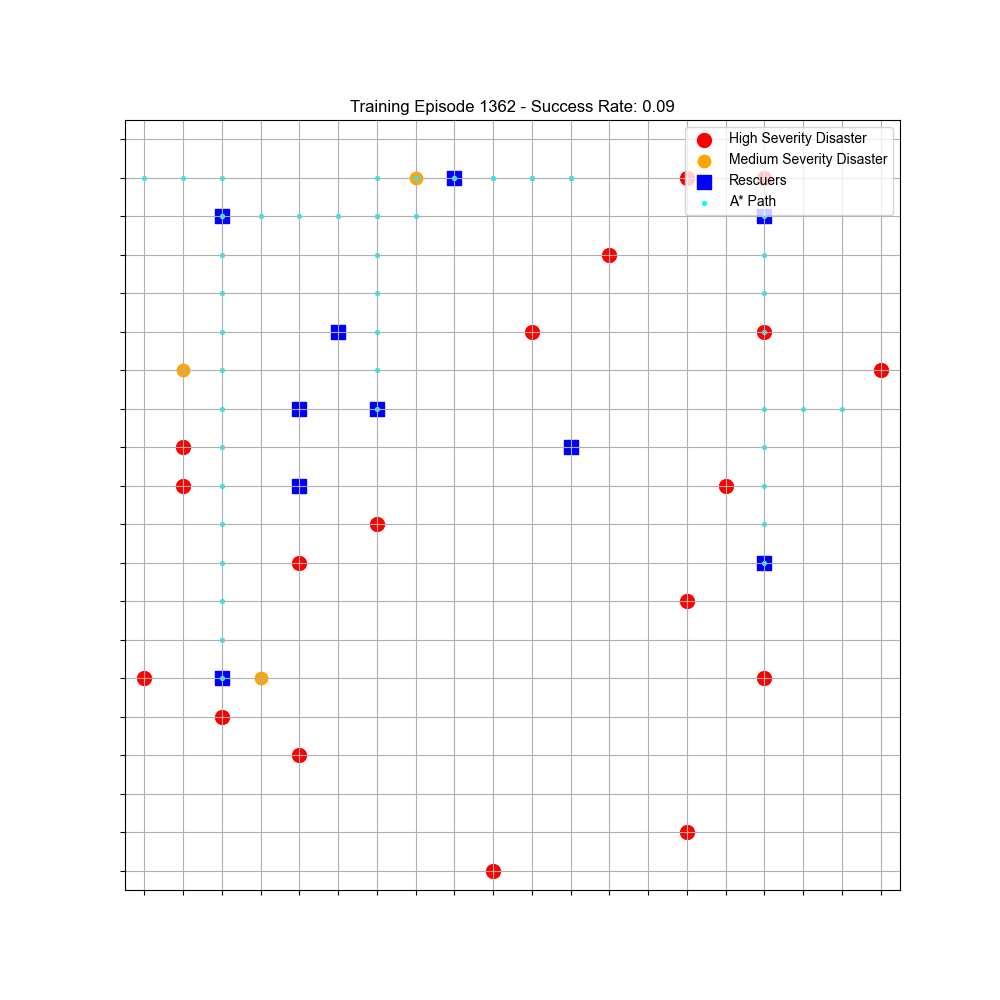 Training Episode 1362 - Success Rate: 0.09
High Severity Disaster
Medium Severity Disaster
Rescuers
A* Path